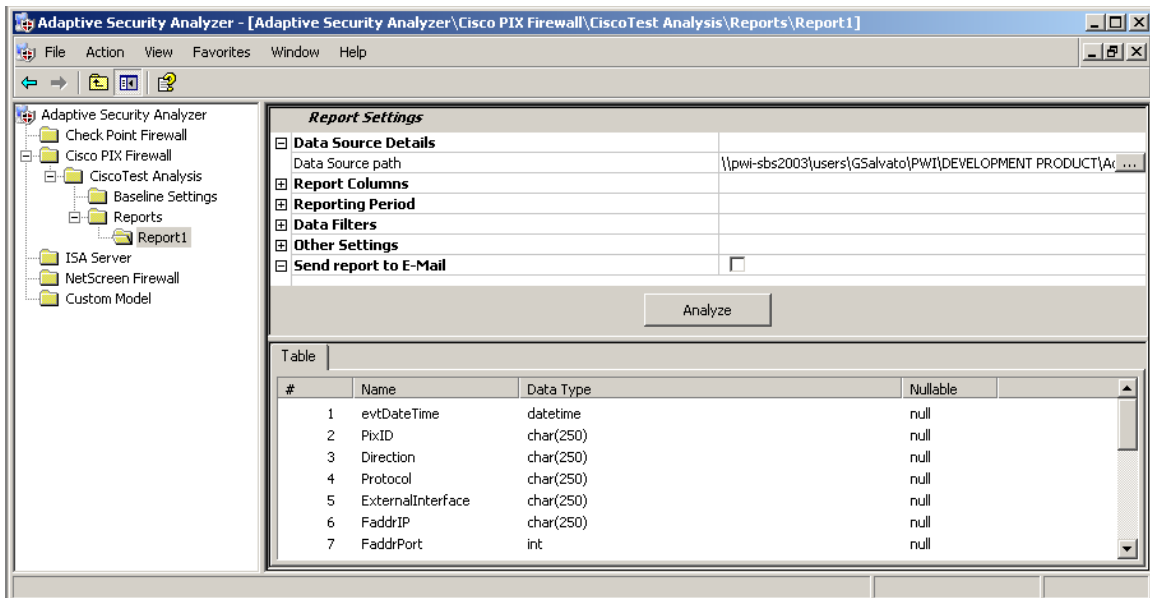 Adaptive Security Analyzer - [Adaptive Security Analyzer\Cisco PIX Firewall\CiscoTest Analysis\Reports\Report1]
File Action View Favorites Window Help
Adaptive Security Analyzer
Check Point Firewall
Cisco PIX Firewall
CiscoTest Analysis
Baseline Settings
Reports
Report1
ISA Server
NetScreen Firewall
Custom Model
Report Settings
Data Source Details
Data Source path \\pwi-sbs2003\users\GSalvato\PWI\DEVELOPMENT PRODUCT\Ad ...
Report Columns
Reporting Period
Data Filters
Other Settings
Send report to E-Mail
Analyze
Table
# Name Data Type Nullable
1 evtDateTime datetime null
2 PixID char(250) null
3 Direction char(250) null
4 Protocol char(250) null
5 ExternalInterface char(250) null
6 FaddrIP char(250) null
7 FaddrPort int null